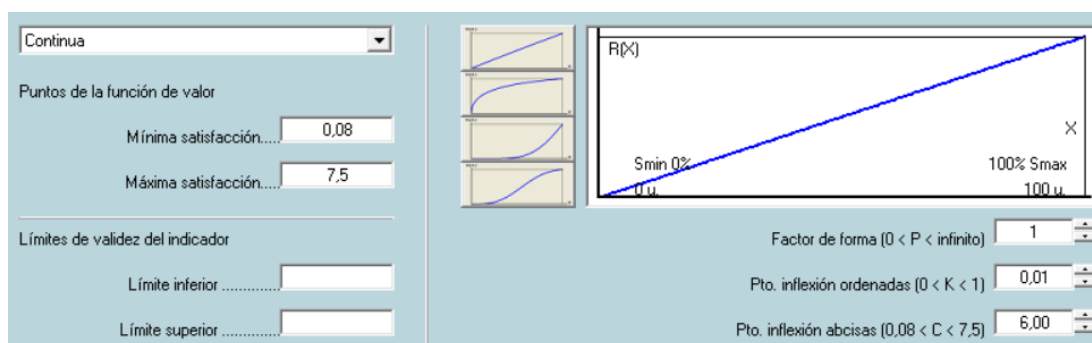 Continua
Puntos de la función de valor
Mínima satisfacción.... 0,08
Máxima satisfacción.... 7,5
Límites de validez del indicador
Límite inferior .............
Límite superior .............
R(X)
X
Smin 0% 100% Smax
0 u. 100 u.
Factor de forma (0 < P < infinito) 1
Pto. inflexión ordenadas (0 < K < 1) 0,01
Pto. inflexión abcisas (0,08 < C < 7,5) 6,00